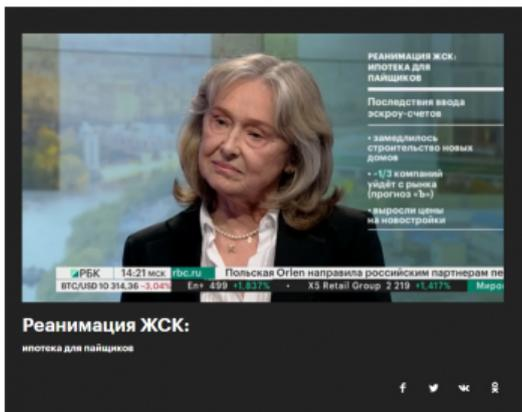 РЕАНИМАЦИЯ ЖСК:
ИПОТЕКА ДЛЯ
ПАЙЩИКОВ
Последствия ввода
эскроу-счетов
• замедлилось
строительство новых
домов
• ~1/3 компаний
уйдёт с рынка
(прогноз «Ъ»)
• выросли цены
на новостройки
РБК 14:21 МСК rbc.ru Польская Orlen направила российским партнерам пе
BTC/USD 10 314,36 -3,04% En+ 499 +1,837% • X5 Retail Group 2 219 +1,417% Миро
Реанимация ЖСК:
ипотека для пайщиков